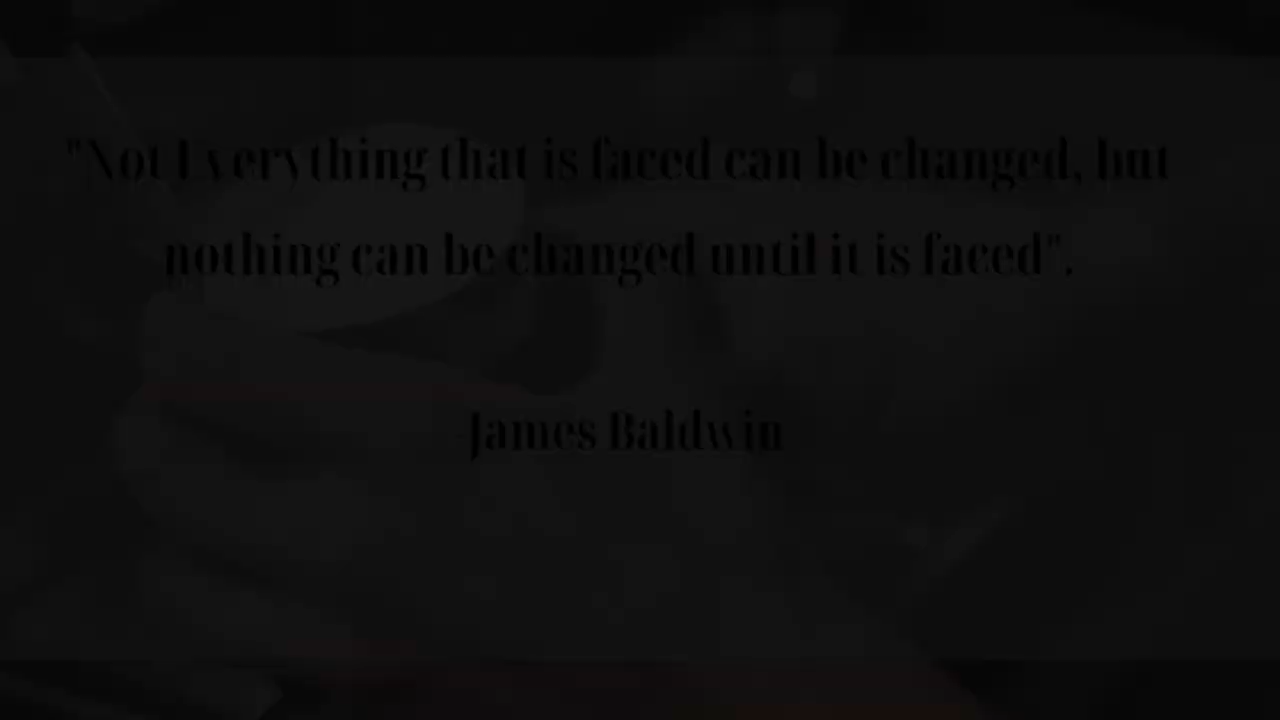 "Not Everything that is faced can be changed, but
nothing can be changed until it is faced".
James Baldwin